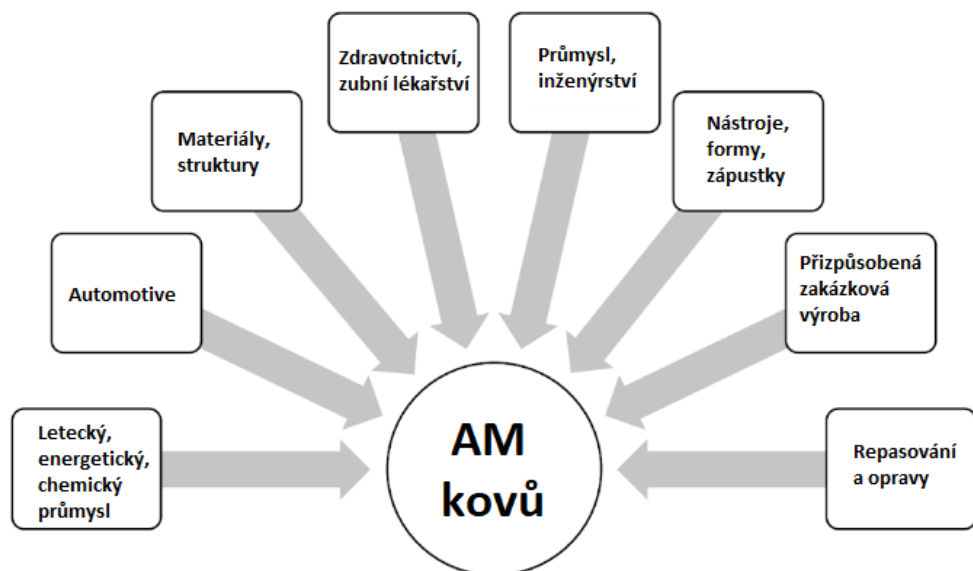 Zdravotnictví,
zubní lékařství
Průmysl,
inženýrství
Materiály,
struktury
Nástroje,
formy,
zápustky
Automotive
Přizpůsobená
zakázková
výroba
Letecký,
energetický,
chemický
průmysl
AM
kovů
Repasování
a opravy